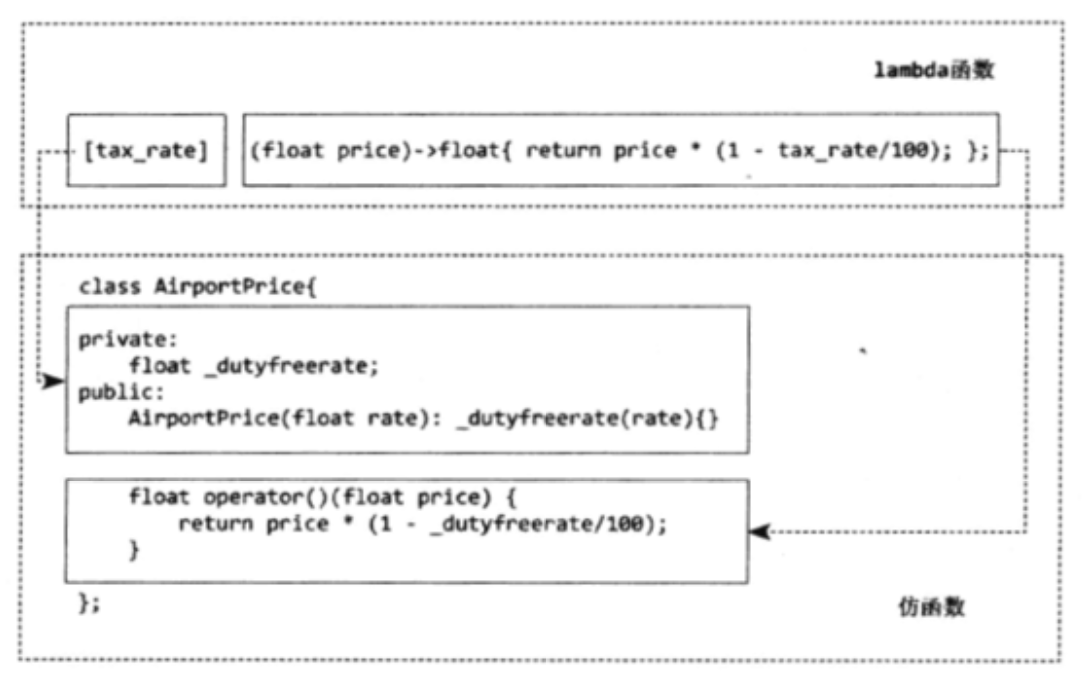 lambda函数
[tax_rate] (float price)->float{ return price * (1 - tax_rate/100); };
class AirportPrice{
private:
float _dutyfreerate;
public:
AirportPrice(float rate): _dutyfreerate(rate){}
float operator()(float price) {
return price * (1 - _dutyfreerate/100);
}
};
仿函数